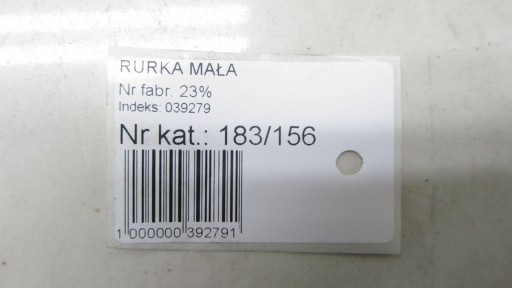 RURKA MAŁA
Nr fabr. 23%
Indeks: 039279
Nr kat.: 183/156
1 000000 392791